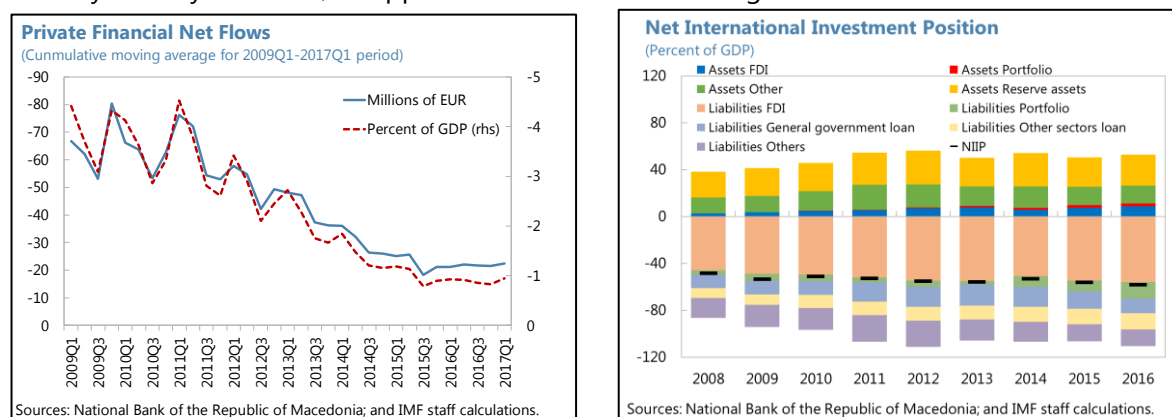 Private Financial Net Flows
(Cunmulative moving average for 2009Q1-2017Q1 period)
-90
-80
-70
-60
-50
-40
-30
-20
-10
0
-5
-4
-3
-2
-1
0
Millions of EUR
Percent of GDP (rhs)
2009Q1
2009Q3
2010Q1
2010Q3
2011Q1
2011Q3
2012Q1
2012Q3
2013Q1
2013Q3
2014Q1
2014Q3
2015Q1
2015Q3
2016Q1
2016Q3
2017Q1
Sources: National Bank of the Republic of Macedonia; and IMF staff calculations.
Net International Investment Position
(Percent of GDP)
120
80
40
0
-40
-80
-120
Assets FDI
Assets Portfolio
Assets Other
Assets Reserve assets
Liabilities FDI
Liabilities Portfolio
Liabilities General government loan
Liabilities Other sectors loan
Liabilities Others
NIIP
2008 2009 2010 2011 2012 2013 2014 2015 2016
Sources: National Bank of the Republic of Macedonia; and IMF staff calculations.